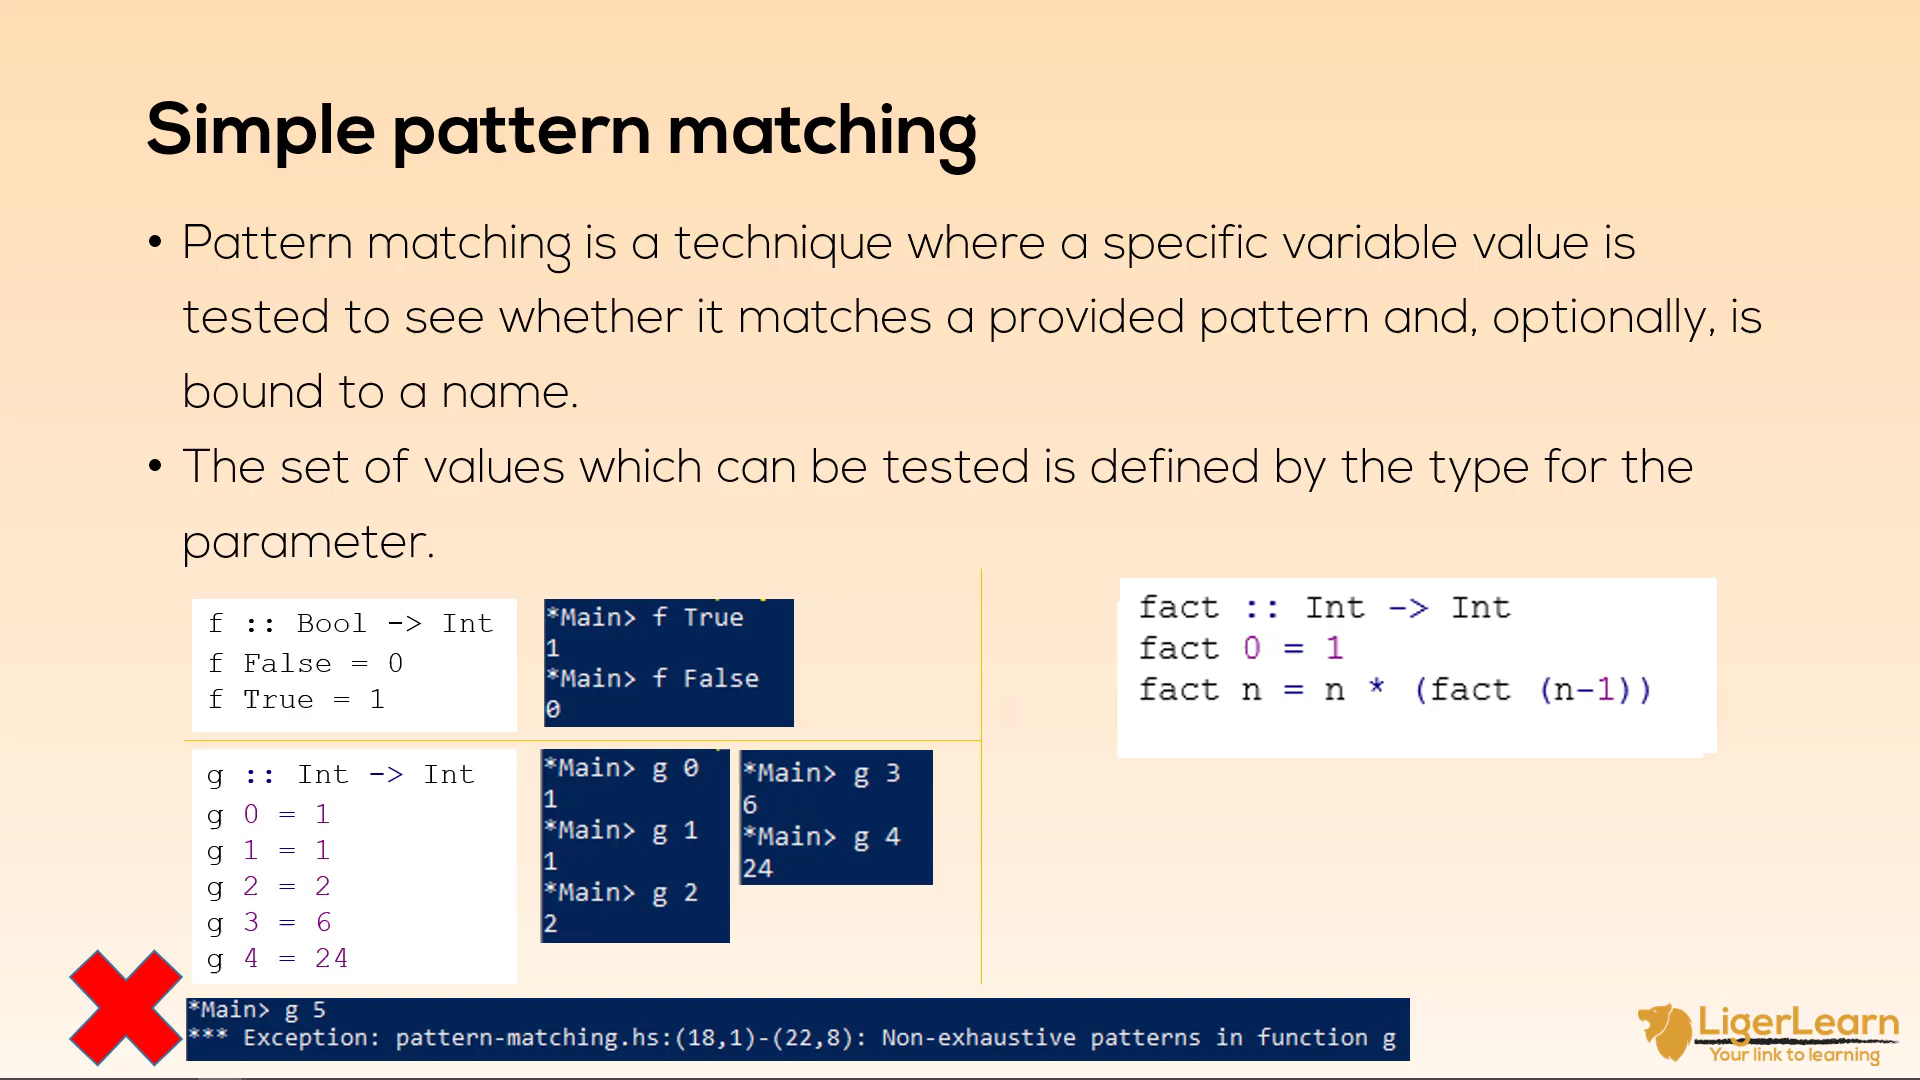 Simple pattern matching
• Pattern matching is a technique where a specific variable value is
tested to see whether it matches a provided pattern and, optionally, is
bound to a name.
• The set of values which can be tested is defined by the type for the
parameter.
f :: Bool -> Int
f False = 0
f True = 1
*Main> f True
1
*Main> f False
0
g :: Int -> Int
g 0 = 1
g 1 = 1
g 2 = 2
g 3 = 6
g 4 = 24
*Main> g 0
1
*Main> g 1
1
*Main> g 2
2
*Main> g 3
6
*Main> g 4
24
*Main> g 5
*** Exception: pattern-matching.hs:(18,1)-(22,8): Non-exhaustive patterns in function g
fact :: Int -> Int
fact 0 = 1
fact n = n * (fact (n-1))
LigerLearn
Your link to learning